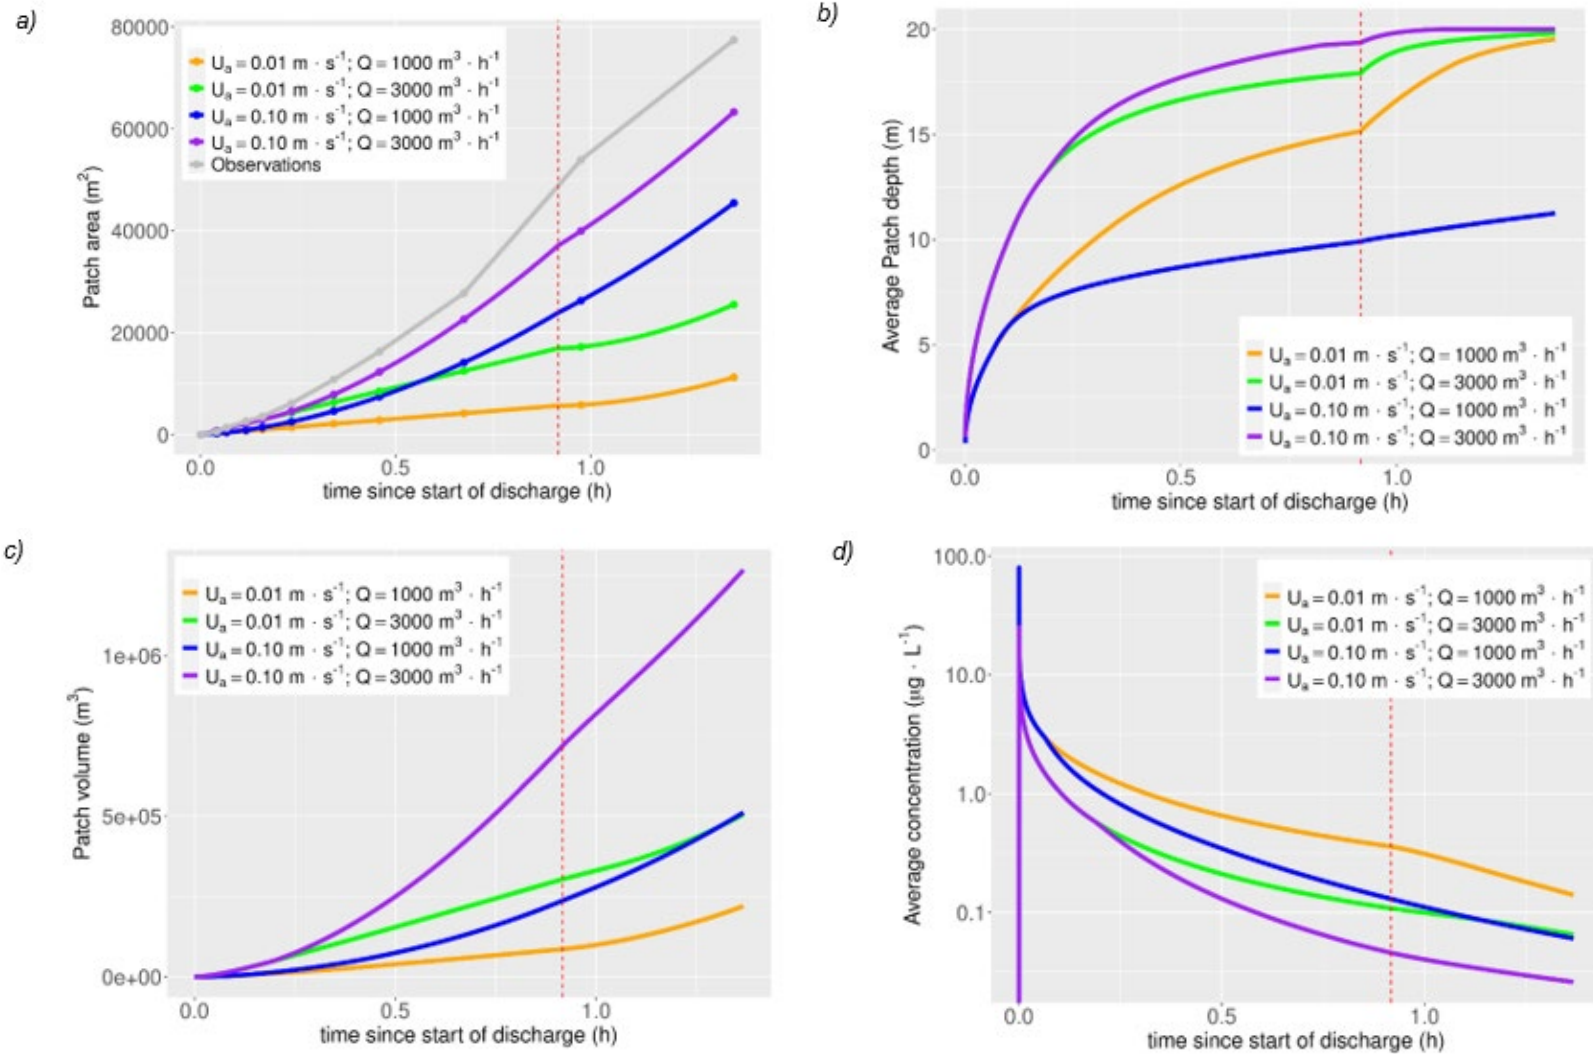 a)
80000
60000
40000
20000
0
Patch area (m²)
Uₐ = 0.01 m · s⁻¹; Q = 1000 m³ · h⁻¹
Uₐ = 0.01 m · s⁻¹; Q = 3000 m³ · h⁻¹
Uₐ = 0.10 m · s⁻¹; Q = 1000 m³ · h⁻¹
Uₐ = 0.10 m · s⁻¹; Q = 3000 m³ · h⁻¹
Observations
0.0 0.5 1.0
time since start of discharge (h)
b)
20
15
10
5
0
Average Patch depth (m)
Uₐ = 0.01 m · s⁻¹; Q = 1000 m³ · h⁻¹
Uₐ = 0.01 m · s⁻¹; Q = 3000 m³ · h⁻¹
Uₐ = 0.10 m · s⁻¹; Q = 1000 m³ · h⁻¹
Uₐ = 0.10 m · s⁻¹; Q = 3000 m³ · h⁻¹
0.0 0.5 1.0
time since start of discharge (h)
c)
1e+06
5e+05
0e+00
Patch volume (m³)
Uₐ = 0.01 m · s⁻¹; Q = 1000 m³ · h⁻¹
Uₐ = 0.01 m · s⁻¹; Q = 3000 m³ · h⁻¹
Uₐ = 0.10 m · s⁻¹; Q = 1000 m³ · h⁻¹
Uₐ = 0.10 m · s⁻¹; Q = 3000 m³ · h⁻¹
0.0 0.5 1.0
time since start of discharge (h)
d)
100.0
10.0
1.0
0.1
Average concentration (μg · L⁻¹)
Uₐ = 0.01 m · s⁻¹; Q = 1000 m³ · h⁻¹
Uₐ = 0.01 m · s⁻¹; Q = 3000 m³ · h⁻¹
Uₐ = 0.10 m · s⁻¹; Q = 1000 m³ · h⁻¹
Uₐ = 0.10 m · s⁻¹; Q = 3000 m³ · h⁻¹
0.0 0.5 1.0
time since start of discharge (h)